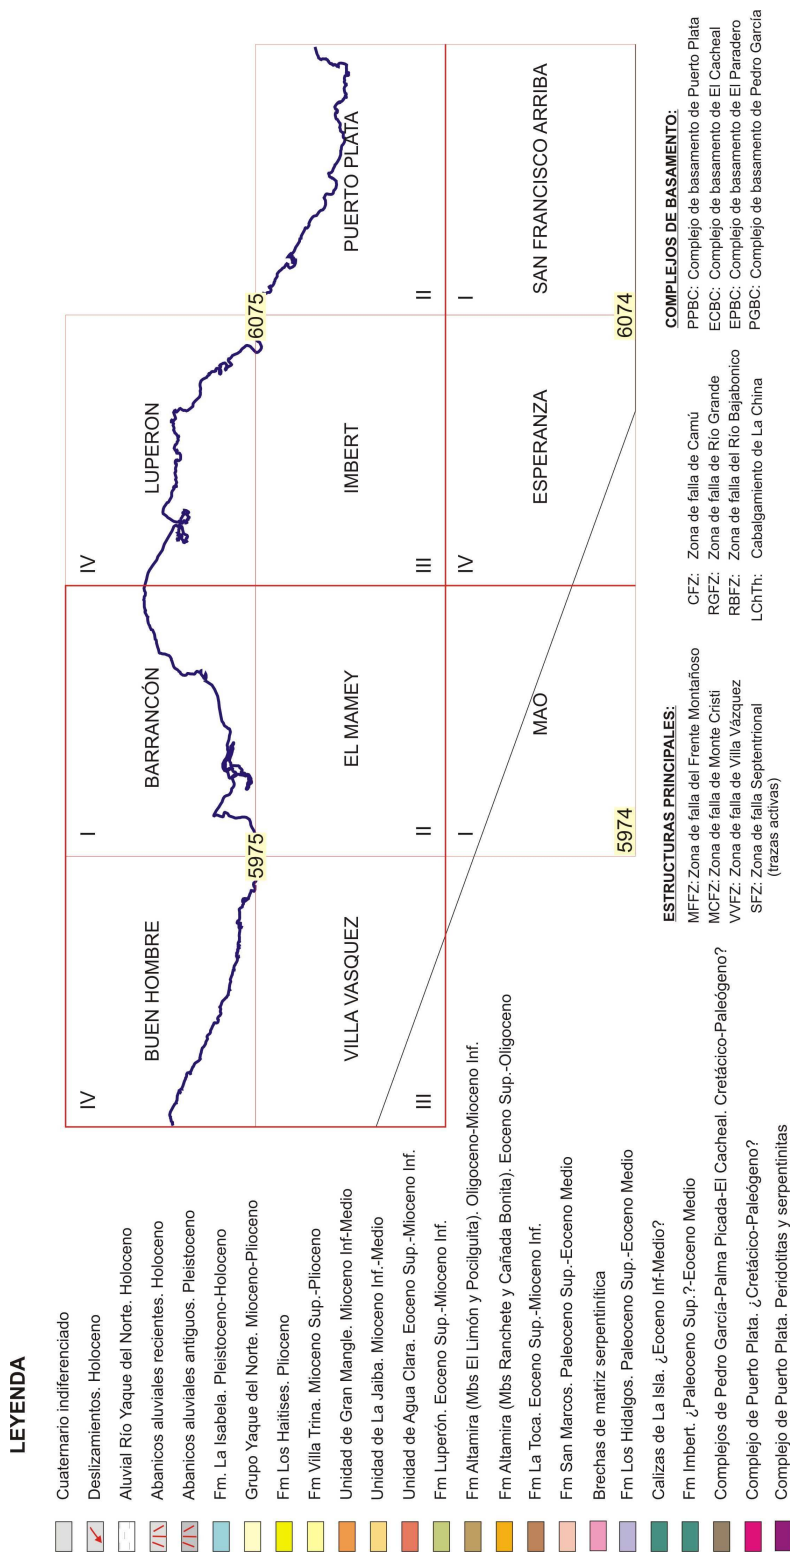 LEYENDA
Cuaternario indiferenciado
Deslizamientos. Holoceno
Aluvial Río Yaque del Norte. Holoceno
Abanicos aluviales recientes. Holoceno
Abanicos aluviales antiguos. Pleistoceno
Fm. La Isabela. Pleistoceno-Holoceno
Grupo Yaque del Norte. Mioceno-Plioceno
Fm Los Haitises. Plioceno
Fm Villa Trina. Mioceno Sup.-Plioceno
Unidad de Gran Mangle. Mioceno Inf-Medio
Unidad de La Jaiba. Mioceno Inf.-Medio
Unidad de Agua Clara. Eoceno Sup.-Mioceno Inf.
Fm Luperón. Eoceno Sup.-Mioceno Inf.
Fm Altamira (Mbs El Limón y Pocilguita). Oligoceno-Mioceno Inf.
Fm Altamira (Mbs Ranchete y Cañada Bonita). Eoceno Sup.-Oligoceno
Fm La Toca. Eoceno Sup.-Mioceno Inf.
Fm San Marcos. Paleoceno Sup.-Eoceno Medio
Brechas de matriz serpentinítica
Fm Los Hidalgos. Paleoceno Sup.-Eoceno Medio
Calizas de La Isla. ¿Eoceno Inf-Medio?
Fm Imbert. ¿Paleoceno Sup.?-Eoceno Medio
Complejos de Pedro García-Palma Picada-El Cacheal. Cretácico-Paleógeno?
Complejo de Puerto Plata. ¿Cretácico-Paleógeno?
Complejo de Puerto Plata. Peridotitas y serpentinitas
IV
BUEN HOMBRE
I
BARRANCÓN
IV
LUPERON
5975
6075
VILLA VASQUEZ
III
EL MAMEY
II
IMBERT
III
PUERTO PLATA
II
I
MAO
IV
ESPERANZA
I
SAN FRANCISCO ARRIBA
5974
6074
ESTRUCTURAS PRINCIPALES:
MFFZ: Zona de falla del Frente Montañoso
MCFZ: Zona de falla de Monte Cristi
VVFZ: Zona de falla de Villa Vázquez
SFZ: Zona de falla Septentrional
(trazas activas)
CFZ: Zona de falla de Camú
RGFZ: Zona de falla de Río Grande
RBFZ: Zona de falla del Río Bajabonico
LChTh: Cabalgamiento de La China
COMPLEJOS DE BASAMENTO:
PPBC: Complejo de basamento de Puerto Plata
ECBC: Complejo de basamento de El Cacheal
EPBC: Complejo de basamento de El Paradero
PGBC: Complejo de basamento de Pedro García